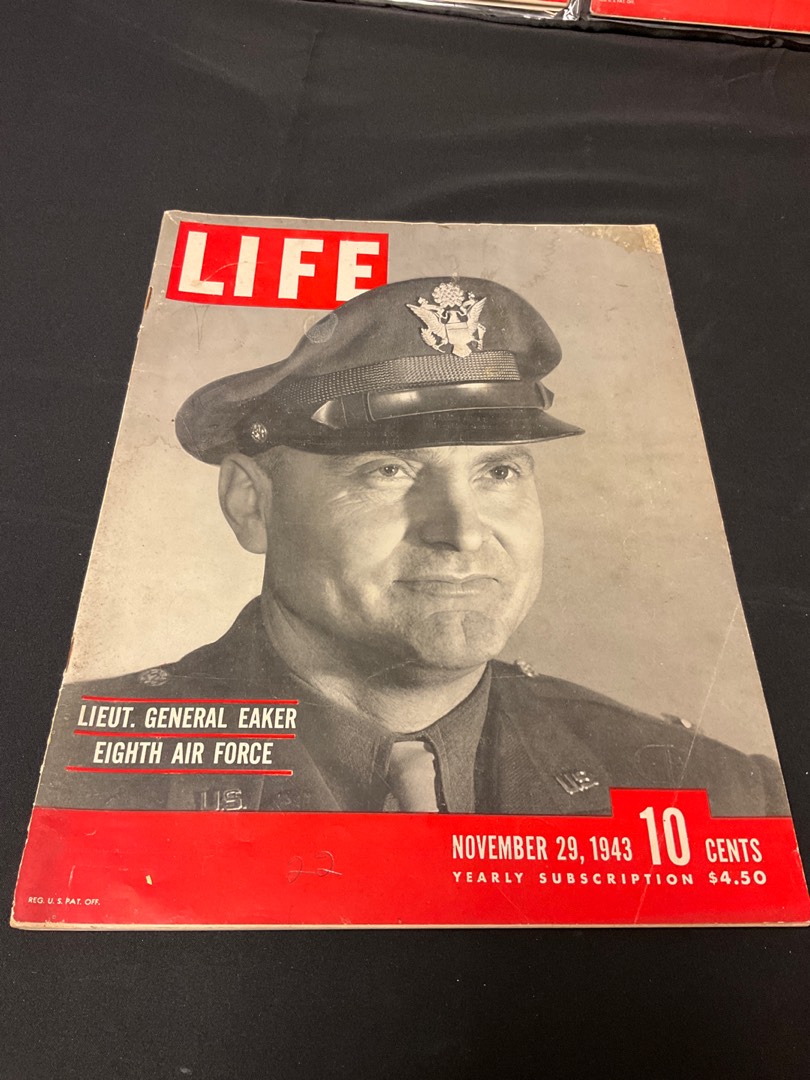 LIFE
LIEUT. GENERAL EAKER
EIGHTH AIR FORCE
U.S.
U.S.
NOVEMBER 29, 1943 10 CENTS
YEARLY SUBSCRIPTION $4.50
22
REG. U. S. PAT. OFF.